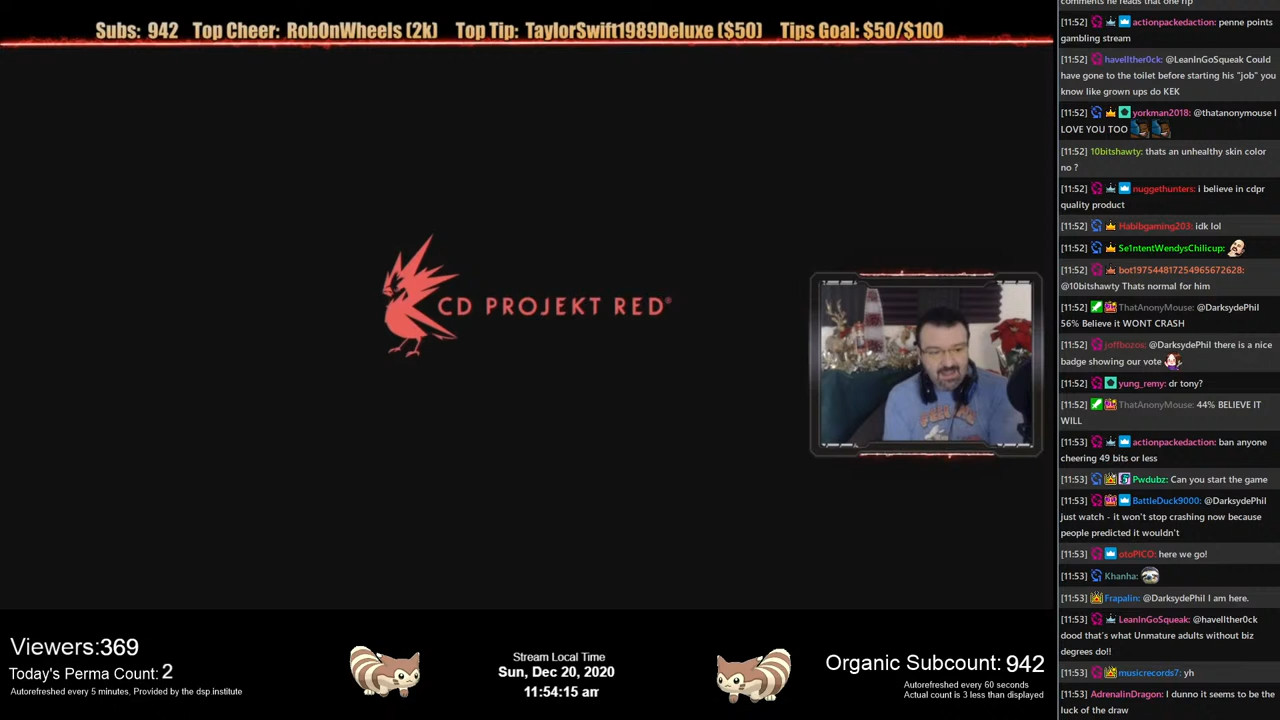 Subs: 942 Top Cheer: RobOnWheels (2k) Top Tip: TaylorSwift1989Deluxe ($50) Tips Goal: $50/$100
CD PROJEKT RED®
Viewers:369
Today's Perma Count: 2
Autorefreshed every 5 minutes, Provided by the dsp institute
Stream Local Time
Sun, Dec 20, 2020
11:54:15 am
Organic Subcount: 942
Autorefreshed every 60 seconds
Actual count is 3 less than displayed
comments he reads that one rip
[11:52] actionpackedaction: penne points
gambling stream
[11:52] havellther0ck: @LeanInGoSqueak Could
have gone to the toilet before starting his "job" you
know like grown ups do KEK
[11:52] yorkman2018: @thatanonymouse I
LOVE YOU TOO
[11:52] 10bitshawty: thats an unhealthy skin color
no ?
[11:52] nuggethunters: i believe in cdpr
quality product
[11:52] Habibgaming203: idk lol
[11:52] Se1ntentWendysChilicup:
[11:52] bot197544817254965672628:
@10bitshawty Thats normal for him
[11:52] ThatAnonyMouse: @DarksydePhil
56% Believe it WONT CRASH
[11:52] joffbozos: @DarksydePhil there is a nice
badge showing our vote
[11:52] yung_remy: dr tony?
[11:52] ThatAnonyMouse: 44% BELIEVE IT
WILL
[11:53] actionpackedaction: ban anyone
cheering 49 bits or less
[11:53] Pwdubz: Can you start the game
[11:53] BattleDuck9000: @DarksydePhil
just watch - it won't stop crashing now because
people predicted it wouldn't
[11:53] otoPICO: here we go!
[11:53] Khanha:
[11:53] Frapalin: @DarksydePhil I am here.
[11:53] LeanInGoSqueak: @havellther0ck
dood that's what Unmature adults without biz
degrees do!!
[11:53] musicrecords7: yh
[11:53] AdrenalinDragon: I dunno it seems to be the
luck of the draw